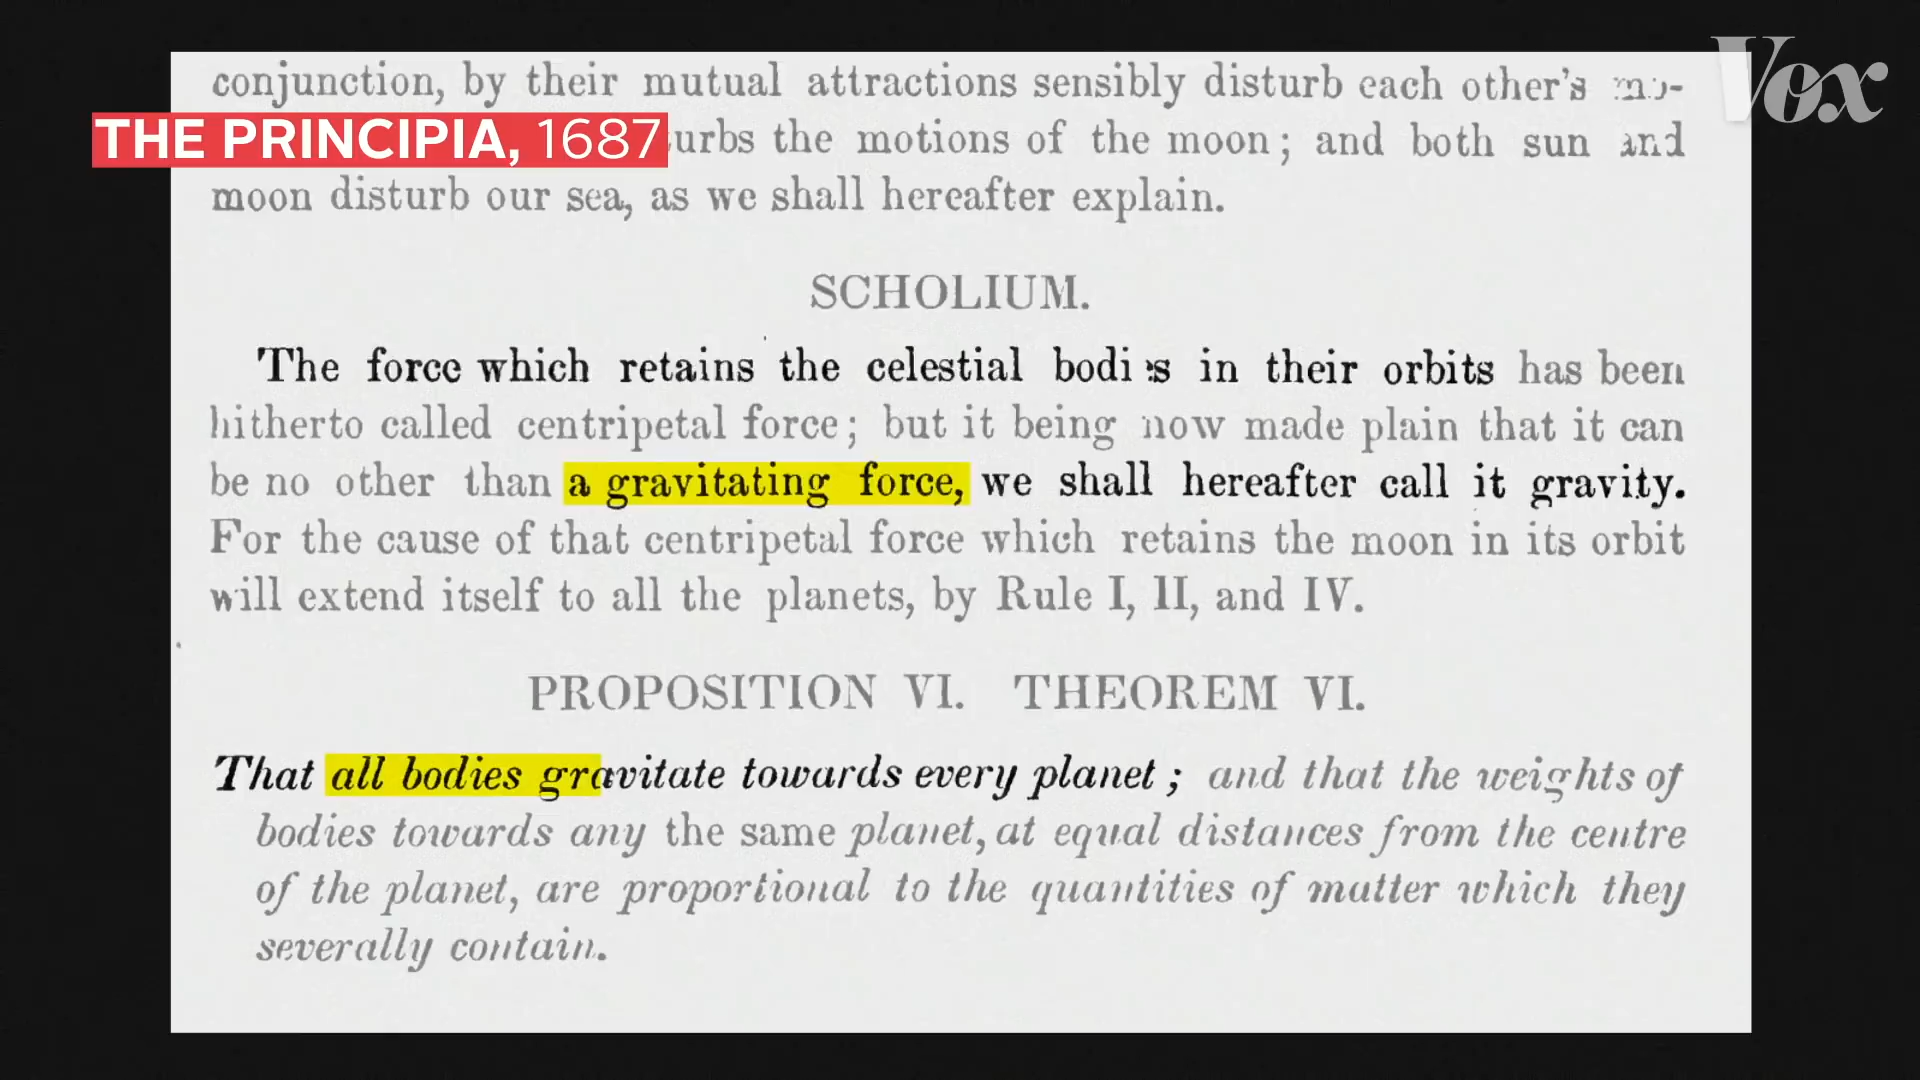 Vox
conjunction, by their mutual attractions sensibly disturb each other's mo-
THE PRINCIPIA, 1687
urbs the motions of the moon; and both sun and
moon disturb our sea, as we shall hereafter explain.
SCHOLIUM.
The force which retains the celestial bodi s in their orbits has been
hitherto called centripetal force; but it being now made plain that it can
be no other than a gravitating force, we shall hereafter call it gravity.
For the cause of that centripetal force which retains the moon in its orbit
will extend itself to all the planets, by Rule I, II, and IV.
PROPOSITION VI. THEOREM VI.
That all bodies gravitate towards every planet; and that the weights of
bodies towards any the same planet, at equal distances from the centre
of the planet, are proportional to the quantities of matter which they
severally contain.